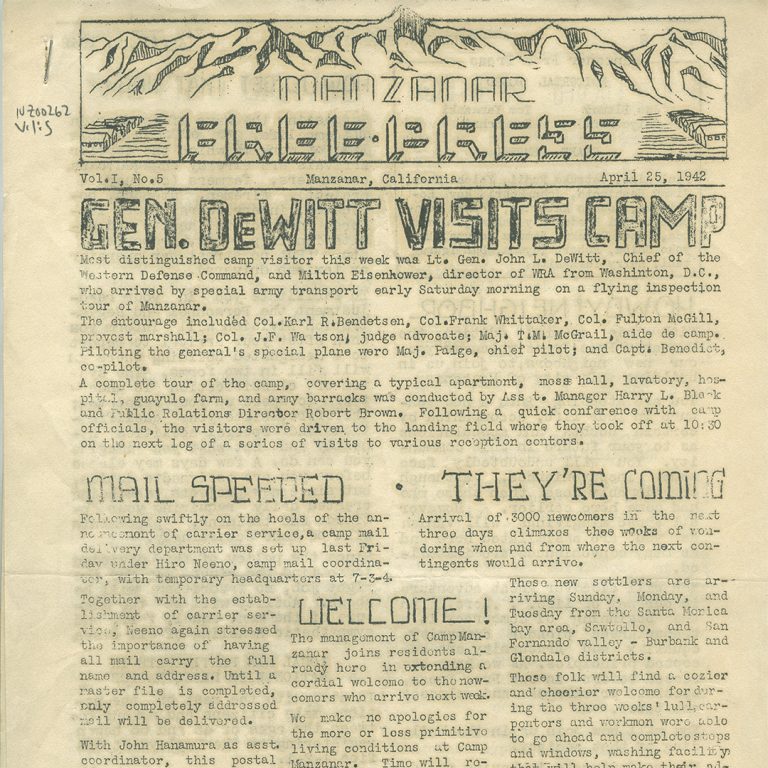 MANZANAR
FREE·PRESS
NZ00262
Vol.I, No.5 Manzanar, California April 25, 1942
GEN. DeWITT VISITS CAMP
Most distinguished camp visitor this week was Lt. Gen. John L. DeWitt, Chief of the
Western Defense Command, and Milton Eisenhower, director of WRA from Washinton, D.C.,
who arrived by special army transport early Saturday morning on a flying inspection
tour of Manzanar.
The entourage included Col.Karl R.Bendetsen, Col.Frank Whittaker, Col. Fulton McGill,
provost marshall; Col. J.F. Watson, judge advocate; Maj. T.M. McGrail, aide de camp.
Piloting the general's special plane were Maj. Paige, chief pilot; and Capt. Benedict,
co-pilot.
A complete tour of the camp, covering a typical apartment, mess hall, lavatory, hos-
pital, guayule farm, and army barracks was conducted by Ass t. Manager Harry L. Black
and Public Relations Director Robert Brown. Following a quick conference with camp
officials, the visitors were driven to the landing field where they took off at 10:30
on the next leg of a series of visits to various reception centers.
MAIL SPEEDED
Following swiftly on the heels of the an-
nouncement of carrier service,a camp mail
delivery department was set up last Fri-
day under Hiro Neeno, camp mail coordina-
tor, with temporary headquarters at 7-3-4.
Together with the estab-
lishment of carrier ser-
vice, Neeno again stressed
the importance of having
all mail carry the full
name and address. Until a
master file is completed,
only completely addressed
mail will be delivered.
With John Hanamura as asst.
coordinator, this postal
WELCOME!
The management of Camp Man-
zanar joins residents al-
ready here in extending a
cordial welcome to the new-
comers who arrive next week.
We make no apologies for
the more or less primitive
living conditions at Camp
Manzanar. Time will re-
THEY'RE COMING
Arrival of 3000 newcomers in the next
three days climaxes thee weeks of won-
dering when and from where the next con-
tingents would arrive.
These new settlers are ar-
riving Sunday, Monday, and
Tuesday from the Santa Monica
bay area, Sawtelle, and San
Fernando valley - Burbank and
Glendale districts.
These folk will find a cozier
and cheerier welcome for dur-
ing the three weeks' lull,car-
penters and workmen were able
to go ahead and complete stops
and windows, washing facility
that will help make their ad-